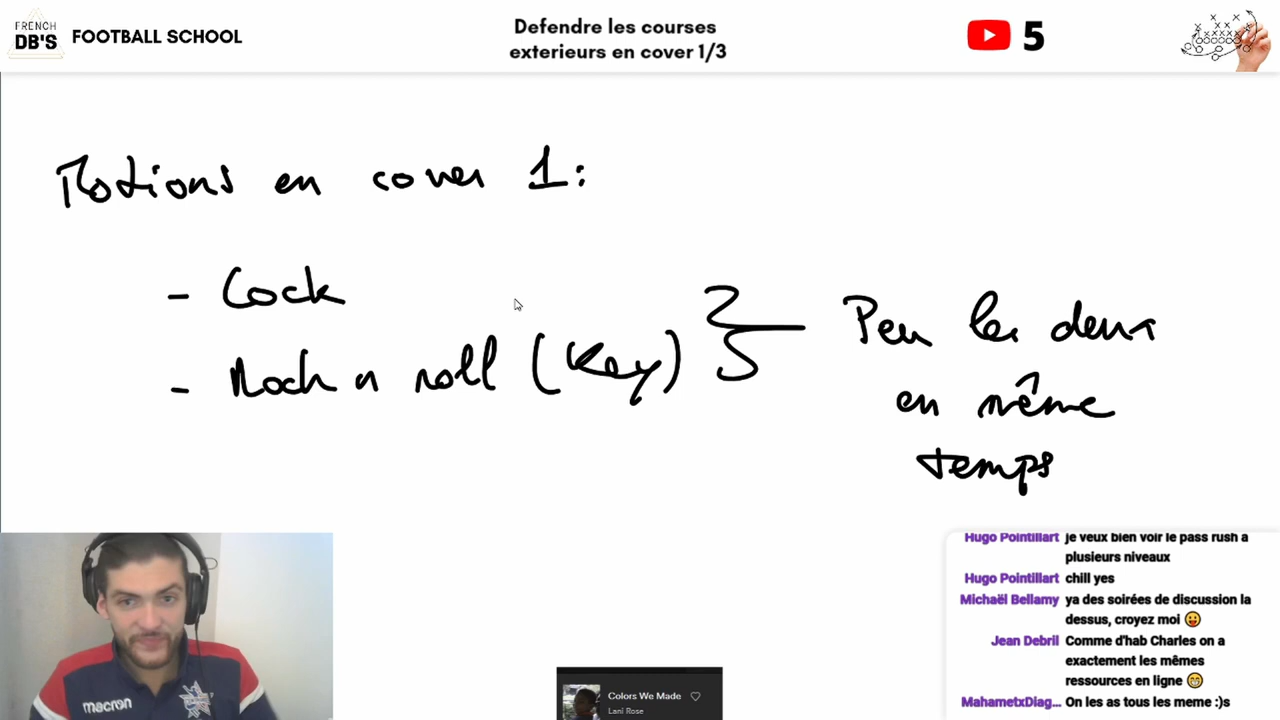 FRENCH
DB'S
FOOTBALL SCHOOL
Defendre les courses
exterieurs en cover 1/3
5
Motions en cover 1:
- Lock
- Rock n roll (Key)
Peu les deux
en même
temps
Hugo Pointillart je veux bien voir le pass rush a
plusieurs niveaux
Hugo Pointillart chill yes
Michaël Bellamy ya des soirées de discussion la
dessus, croyez moi 😛
Jean Debril Comme d'hab Charles on a
exactement les mêmes
ressources en ligne 😁
MahametxDiag... On les as tous les meme :)s
macron
Colors We Made
Lani Rose